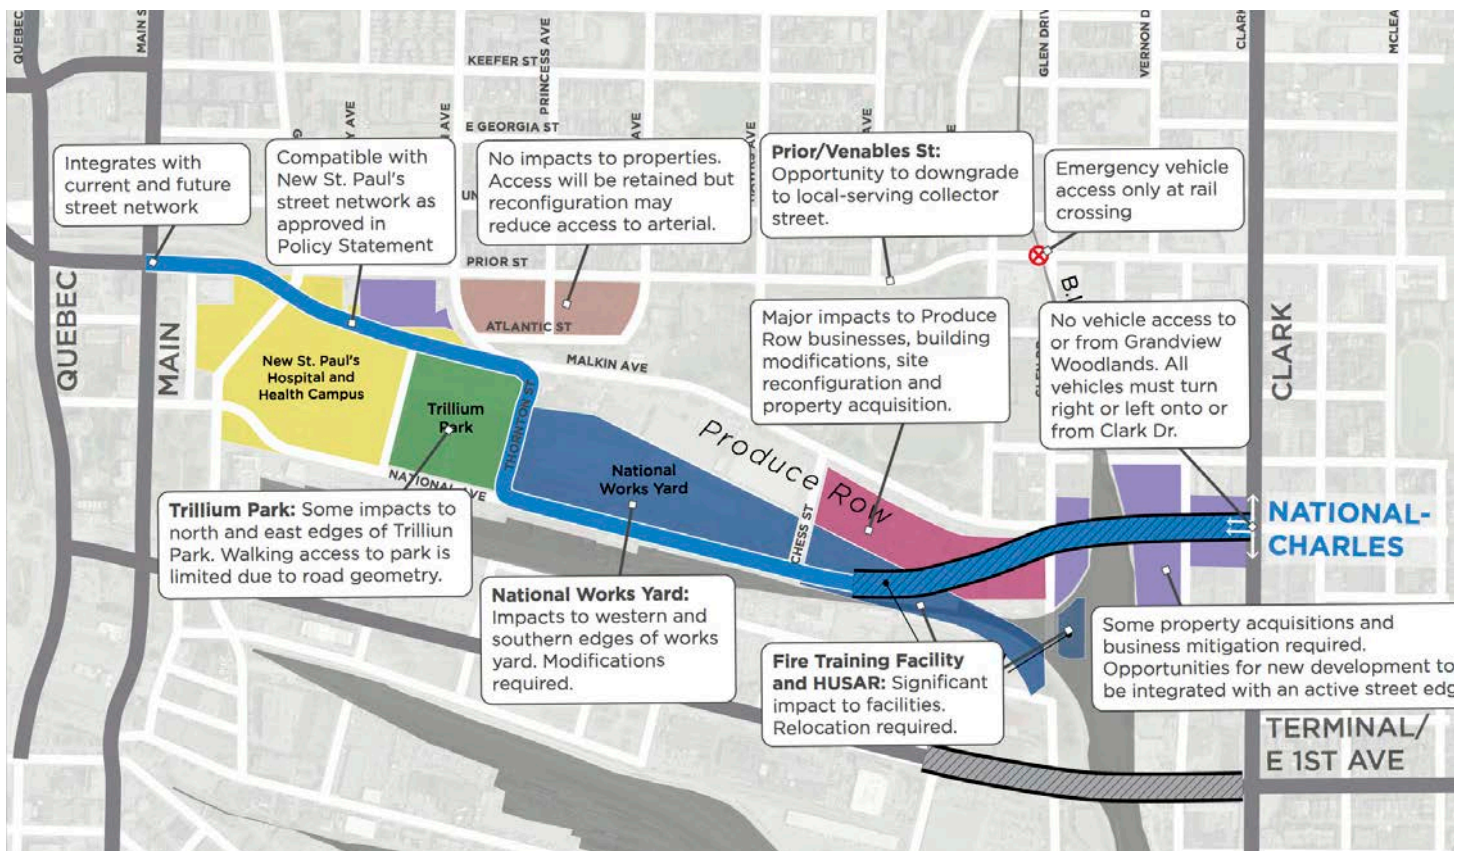 QUEBEC
MAIN S
KEEFER ST
PRINCESS AVE
GLEN DRIV
VERNON D
CLARK
MCLEA
E GEORGIA ST
Y AVE
AVE
AVE
Integrates with
current and future
street network
Compatible with
New St. Paul's
street network as
approved in
Policy Statement
No impacts to properties.
Access will be retained but
reconfiguration may
reduce access to arterial.
Prior/Venables St:
Opportunity to downgrade
to local-serving collector
street.
Emergency vehicle
access only at rail
crossing
UN
PRIOR ST
ATLANTIC ST
MALKIN AVE
QUEBEC
MAIN
CLARK
New St. Paul's
Hospital and
Health Campus
Trillium
Park
THORNTON ST
NATIONAL AVE
National
Works Yard
Produce Row
CHESS ST
Major impacts to Produce
Row businesses, building
modifications, site
reconfiguration and
property acquisition.
No vehicle access to
or from Grandview
Woodlands. All
vehicles must turn
right or left onto or
from Clark Dr.
NATIONAL-
CHARLES
Trillium Park: Some impacts to
north and east edges of Trilliun
Park. Walking access to park is
limited due to road geometry.
National Works Yard:
Impacts to western and
southern edges of works
yard. Modifications
required.
Fire Training Facility
and HUSAR: Significant
impact to facilities.
Relocation required.
Some property acquisitions and
business mitigation required.
Opportunities for new development to
be integrated with an active street edg
TERMINAL/
E 1ST AVE